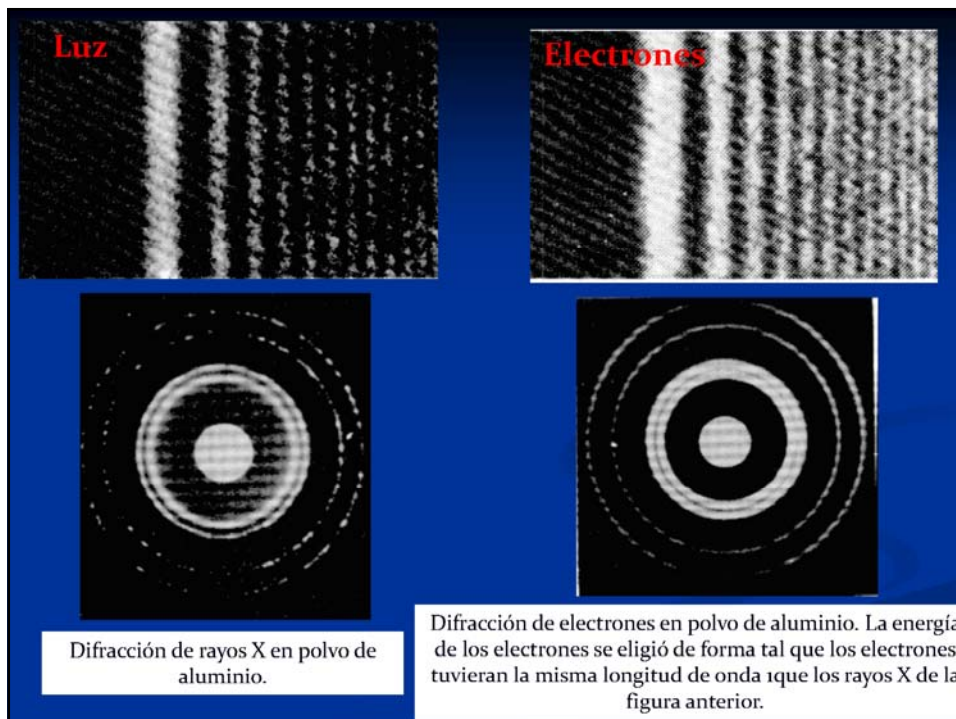 Luz
Electrones
Difracción de rayos X en polvo de
aluminio.
Difracción de electrones en polvo de aluminio. La energía
de los electrones se eligió de forma tal que los electrones
tuvieran la misma longitud de onda ıque los rayos X de la
figura anterior.